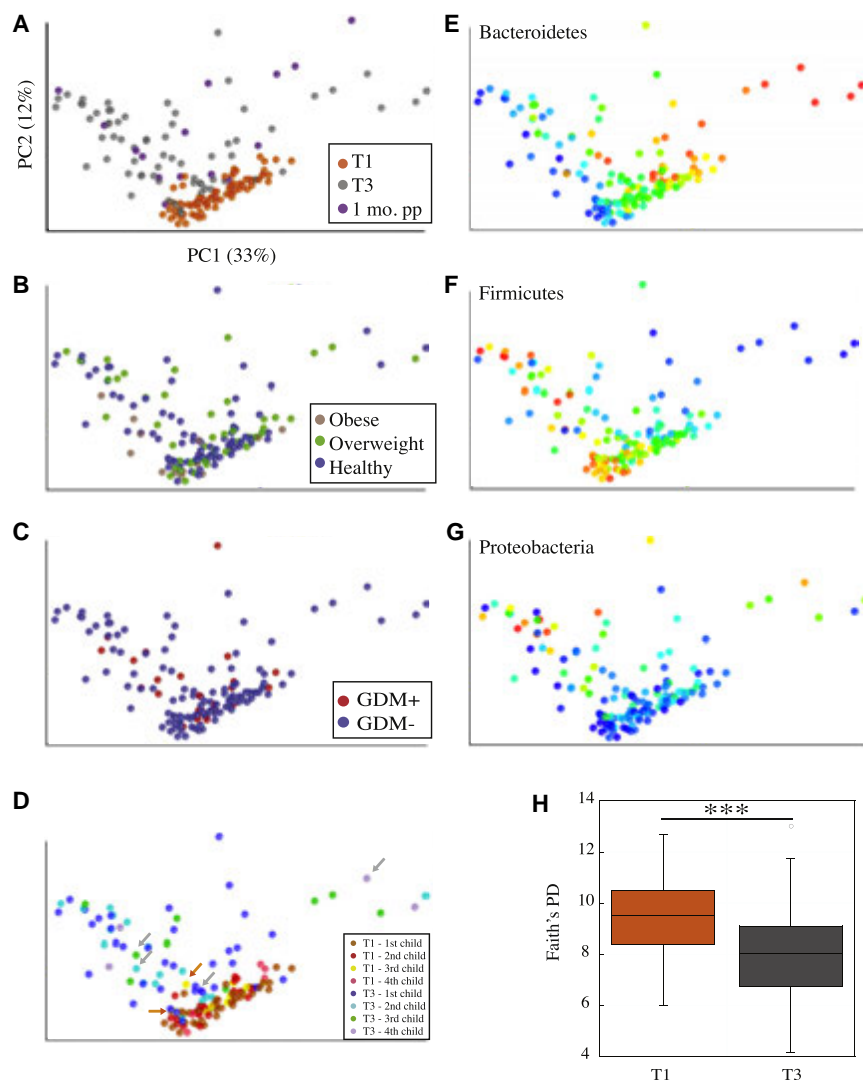 A
PC2 (12%)
T1
T3
1 mo. pp
PC1 (33%)
B
Obese
Overweight
Healthy
C
GDM+
GDM-
D
T1 - 1st child
T1 - 2nd child
T1 - 3rd child
T1 - 4th child
T3 - 1st child
T3 - 2nd child
T3 - 3rd child
T3 - 4th child
E
Bacteroidetes
F
Firmicutes
G
Proteobacteria
H
***
Faith's PD
14
12
10
8
6
4
T1
T3